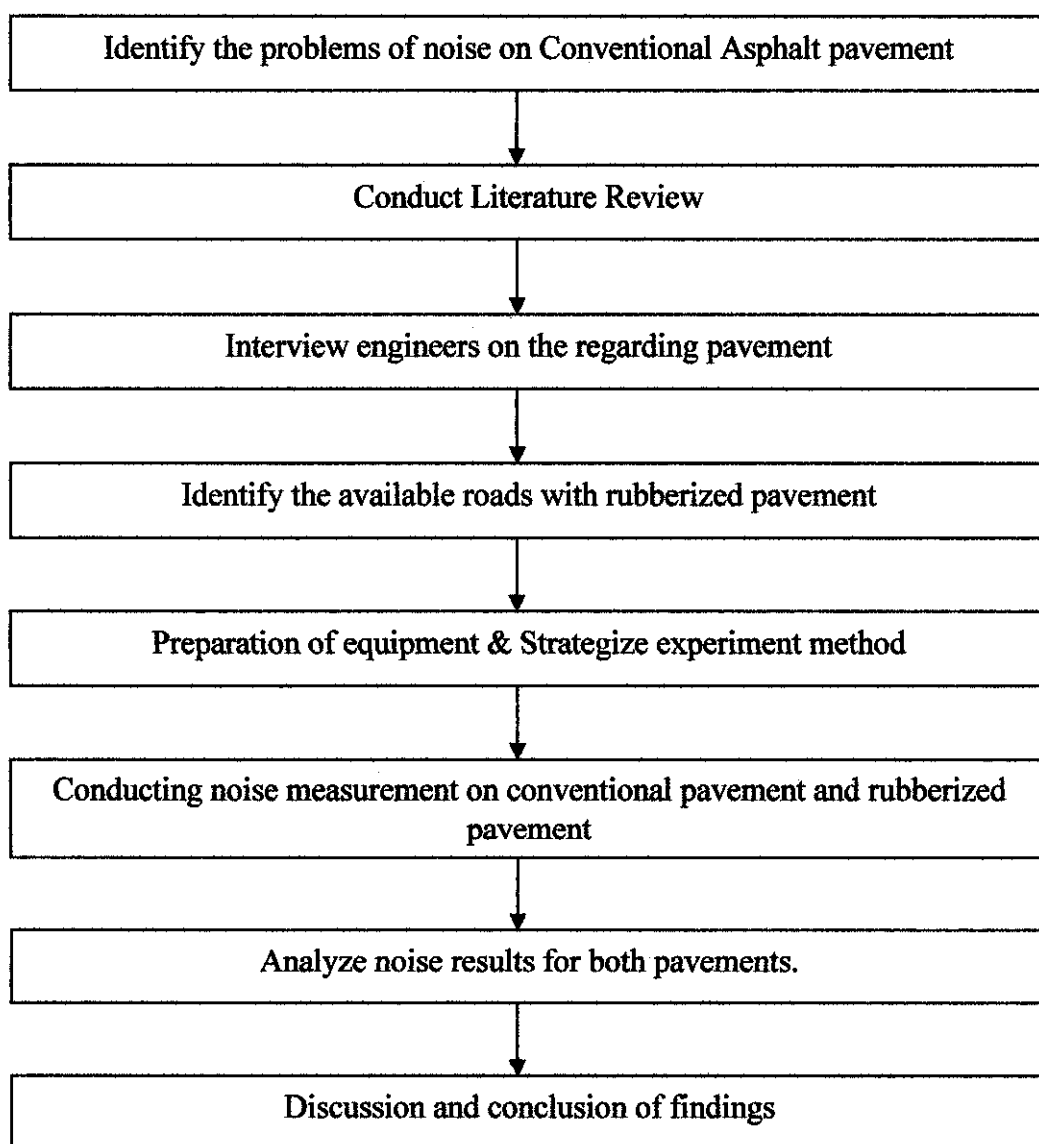 Identify the problems of noise on Conventional Asphalt pavement
Conduct Literature Review
Interview engineers on the regarding pavement
Identify the available roads with rubberized pavement
Preparation of equipment & Strategize experiment method
Conducting noise measurement on conventional pavement and rubberized
pavement
Analyze noise results for both pavements.
Discussion and conclusion of findings